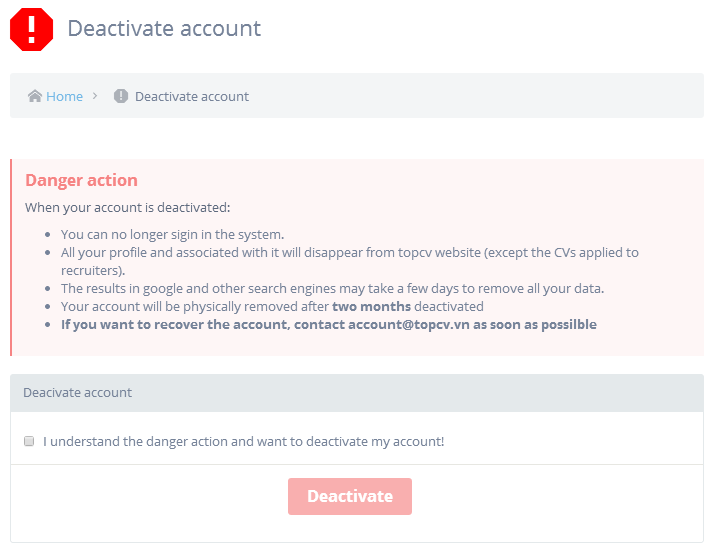 Deactivate account
Home > Deactivate account
Danger action
When your account is deactivated:
• You can no longer sigin in the system.
• All your profile and associated with it will disappear from topcv website (except the CVs applied to
recruiters).
• The results in google and other search engines may take a few days to remove all your data.
• Your account will be physically removed after two months deactivated
• If you want to recover the account, contact account@topcv.vn as soon as possilble
Deacivate account
I understand the danger action and want to deactivate my account!
Deactivate